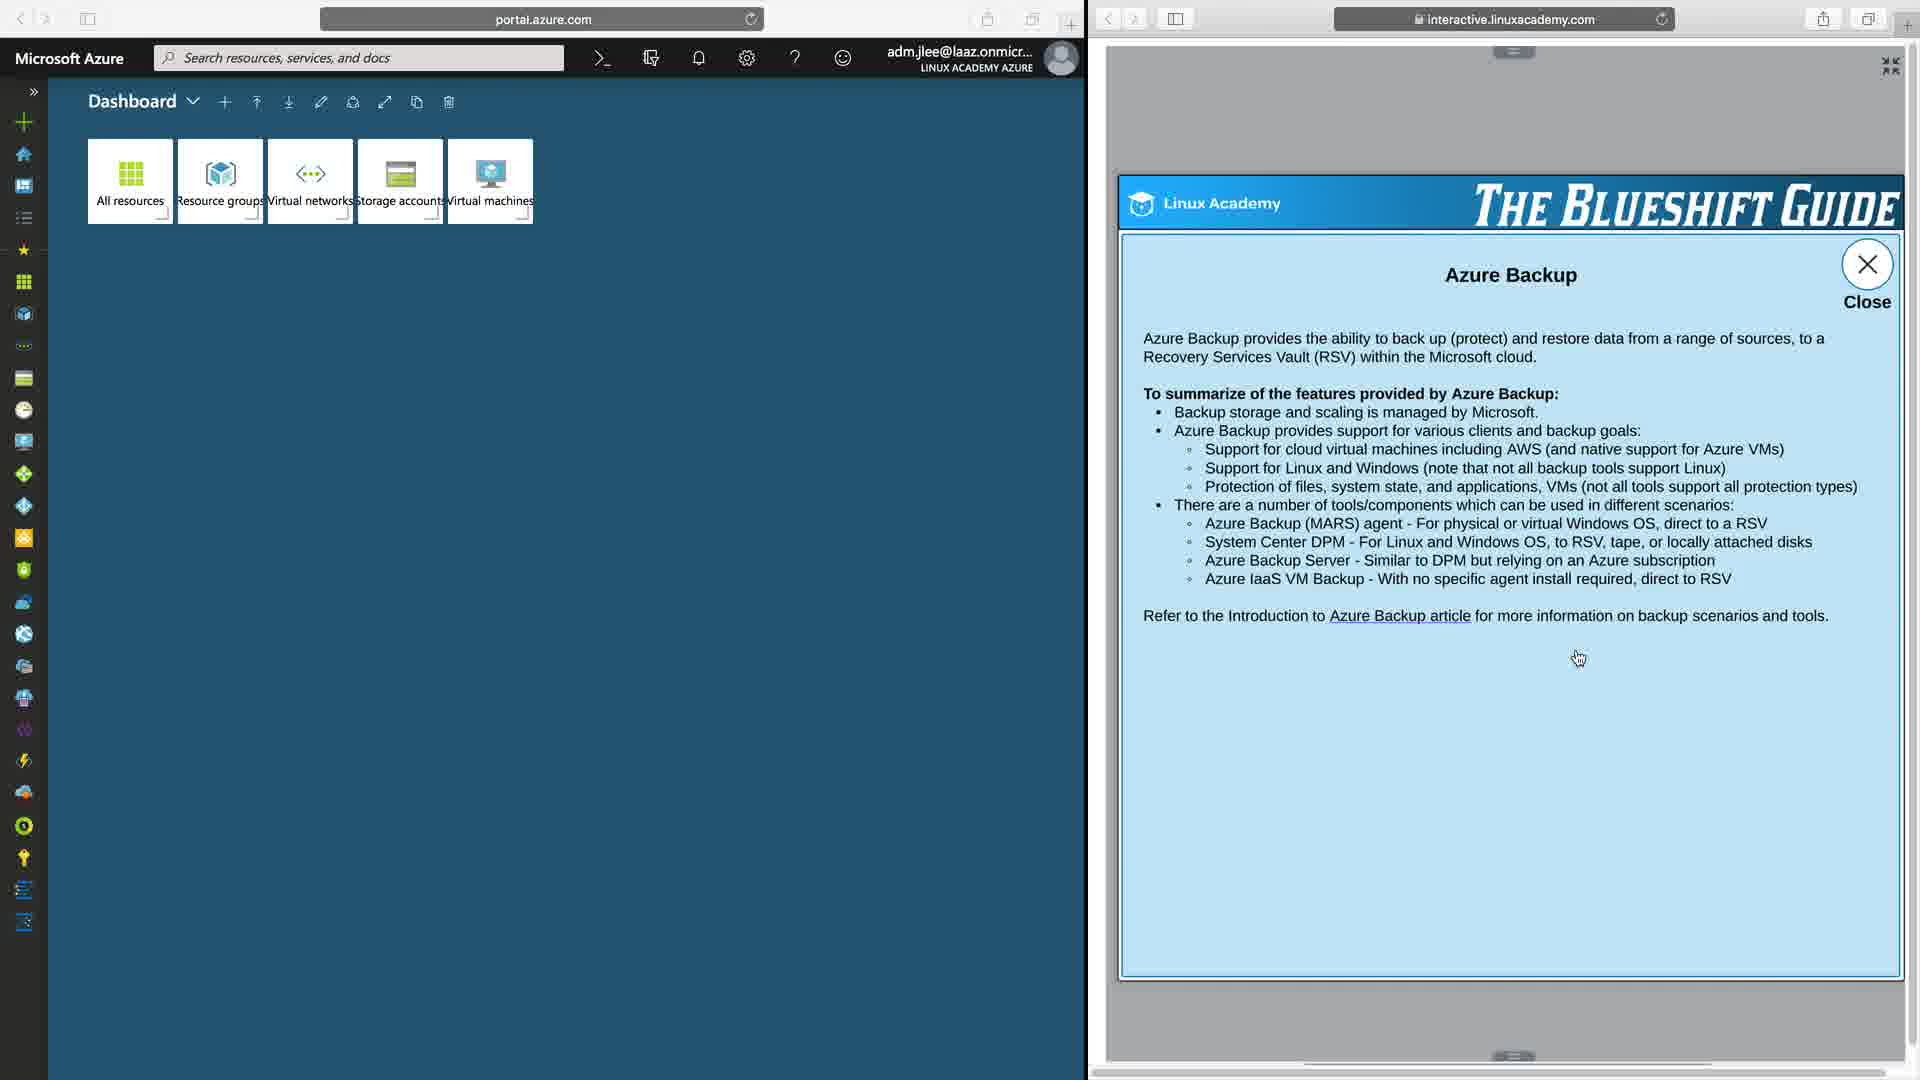 portal.azure.com
Microsoft Azure
Search resources, services, and docs
adm.jlee@laaz.onmicr...
LINUX ACADEMY AZURE
Dashboard
All resources
Resource groups
Virtual networks
Storage accounts
Virtual machines
interactive.linuxacademy.com
Linux Academy
THE BLUESHIFT GUIDE
Azure Backup
Close
Azure Backup provides the ability to back up (protect) and restore data from a range of sources, to a
Recovery Services Vault (RSV) within the Microsoft cloud.
To summarize of the features provided by Azure Backup:
• Backup storage and scaling is managed by Microsoft.
• Azure Backup provides support for various clients and backup goals:
◦ Support for cloud virtual machines including AWS (and native support for Azure VMs)
◦ Support for Linux and Windows (note that not all backup tools support Linux)
◦ Protection of files, system state, and applications, VMs (not all tools support all protection types)
• There are a number of tools/components which can be used in different scenarios:
◦ Azure Backup (MARS) agent - For physical or virtual Windows OS, direct to a RSV
◦ System Center DPM - For Linux and Windows OS, to RSV, tape, or locally attached disks
◦ Azure Backup Server - Similar to DPM but relying on an Azure subscription
◦ Azure IaaS VM Backup - With no specific agent install required, direct to RSV
Refer to the Introduction to Azure Backup article for more information on backup scenarios and tools.